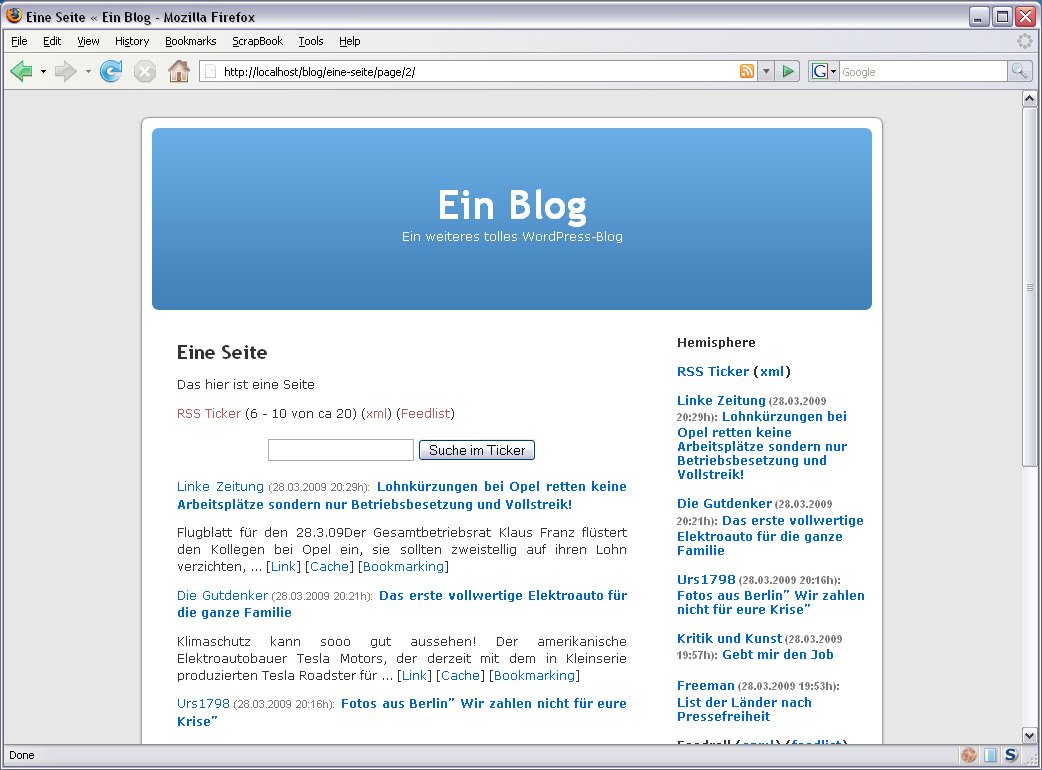 Eine Seite « Ein Blog - Mozilla Firefox
File Edit View History Bookmarks ScrapBook Tools Help
http://localhost/blog/eine-seite/page/2/
G
Google
Ein Blog
Ein weiteres tolles WordPress-Blog
Eine Seite
Das hier ist eine Seite
RSS Ticker (6 - 10 von ca 20) (xml) (Feedlist)
Suche im Ticker
Linke Zeitung (28.03.2009 20:29h): Lohnkürzungen bei Opel retten keine
Arbeitsplätze sondern nur Betriebsbesetzung und Vollstreik!
Flugblatt für den 28.3.09Der Gesamtbetriebsrat Klaus Franz flüstert
den Kollegen bei Opel ein, sie sollten zweistellig auf ihren Lohn
verzichten, ... [Link] [Cache] [Bookmarking]
Die Gutdenker (28.03.2009 20:21h): Das erste vollwertige Elektroauto für
die ganze Familie
Klimaschutz kann sooo gut aussehen! Der amerikanische
Elektroautobauer Tesla Motors, der derzeit mit dem in Kleinserie
produzierten Tesla Roadster für ... [Link] [Cache] [Bookmarking]
Urs1798 (28.03.2009 20:16h): Fotos aus Berlin” Wir zahlen nicht für eure
Krise”
Hemisphere
RSS Ticker (xml)
Linke Zeitung (28.03.2009
20:29h): Lohnkürzungen bei
Opel retten keine
Arbeitsplätze sondern nur
Betriebsbesetzung und
Vollstreik!
Die Gutdenker (28.03.2009
20:21h): Das erste vollwertige
Elektroauto für die ganze
Familie
Urs1798 (28.03.2009 20:16h):
Fotos aus Berlin” Wir zahlen
nicht für eure Krise”
Kritik und Kunst (28.03.2009
19:57h): Gebt mir den Job
Freeman (28.03.2009 19:53h):
List der Länder nach
Pressefreiheit
Done
S